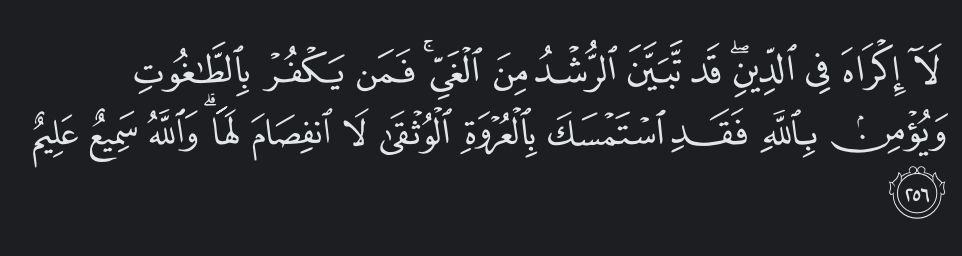 لَآ إِكْرَاهَ فِى ٱلدِّينِ ۖ قَد تَّبَيَّنَ ٱلرُّشْدُ مِنَ ٱلْغَىِّ ۚ فَمَن يَكْفُرْ بِٱلطَّـٰغُوتِ
وَيُؤْمِنۢ بِٱللَّهِ فَقَدِ ٱسْتَمْسَكَ بِٱلْعُرْوَةِ ٱلْوُثْقَىٰ لَا ٱنفِصَامَ لَهَا ۗ وَٱللَّهُ سَمِيعٌ عَلِيمٌ
٢٥٦